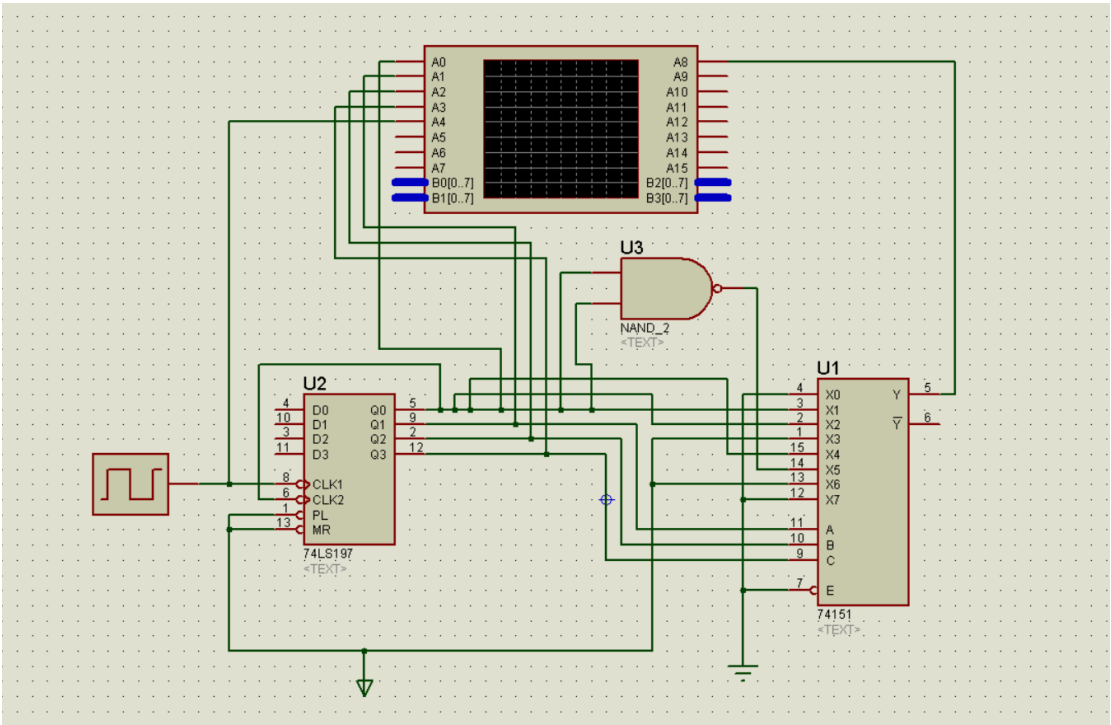 A0 A8
A1 A9
A2 A10
A3 A11
A4 A12
A5 A13
A6 A14
A7 A15
B0[0..7] B2[0..7]
B1[0..7] B3[0..7]
U3
NAND_2
<TEXT>
U2
4 D0 Q0 5
10 D1 Q1 9
3 D2 Q2 2
11 D3 Q3 12
8 CLK1
6 CLK2
1 PL
13 MR
74LS197
<TEXT>
U1
4 X0 Y 5
3 X1
2 X2 Y 6
1 X3
15 X4
14 X5
13 X6
12 X7
11 A
10 B
9 C
7 E
74151
<TEXT>